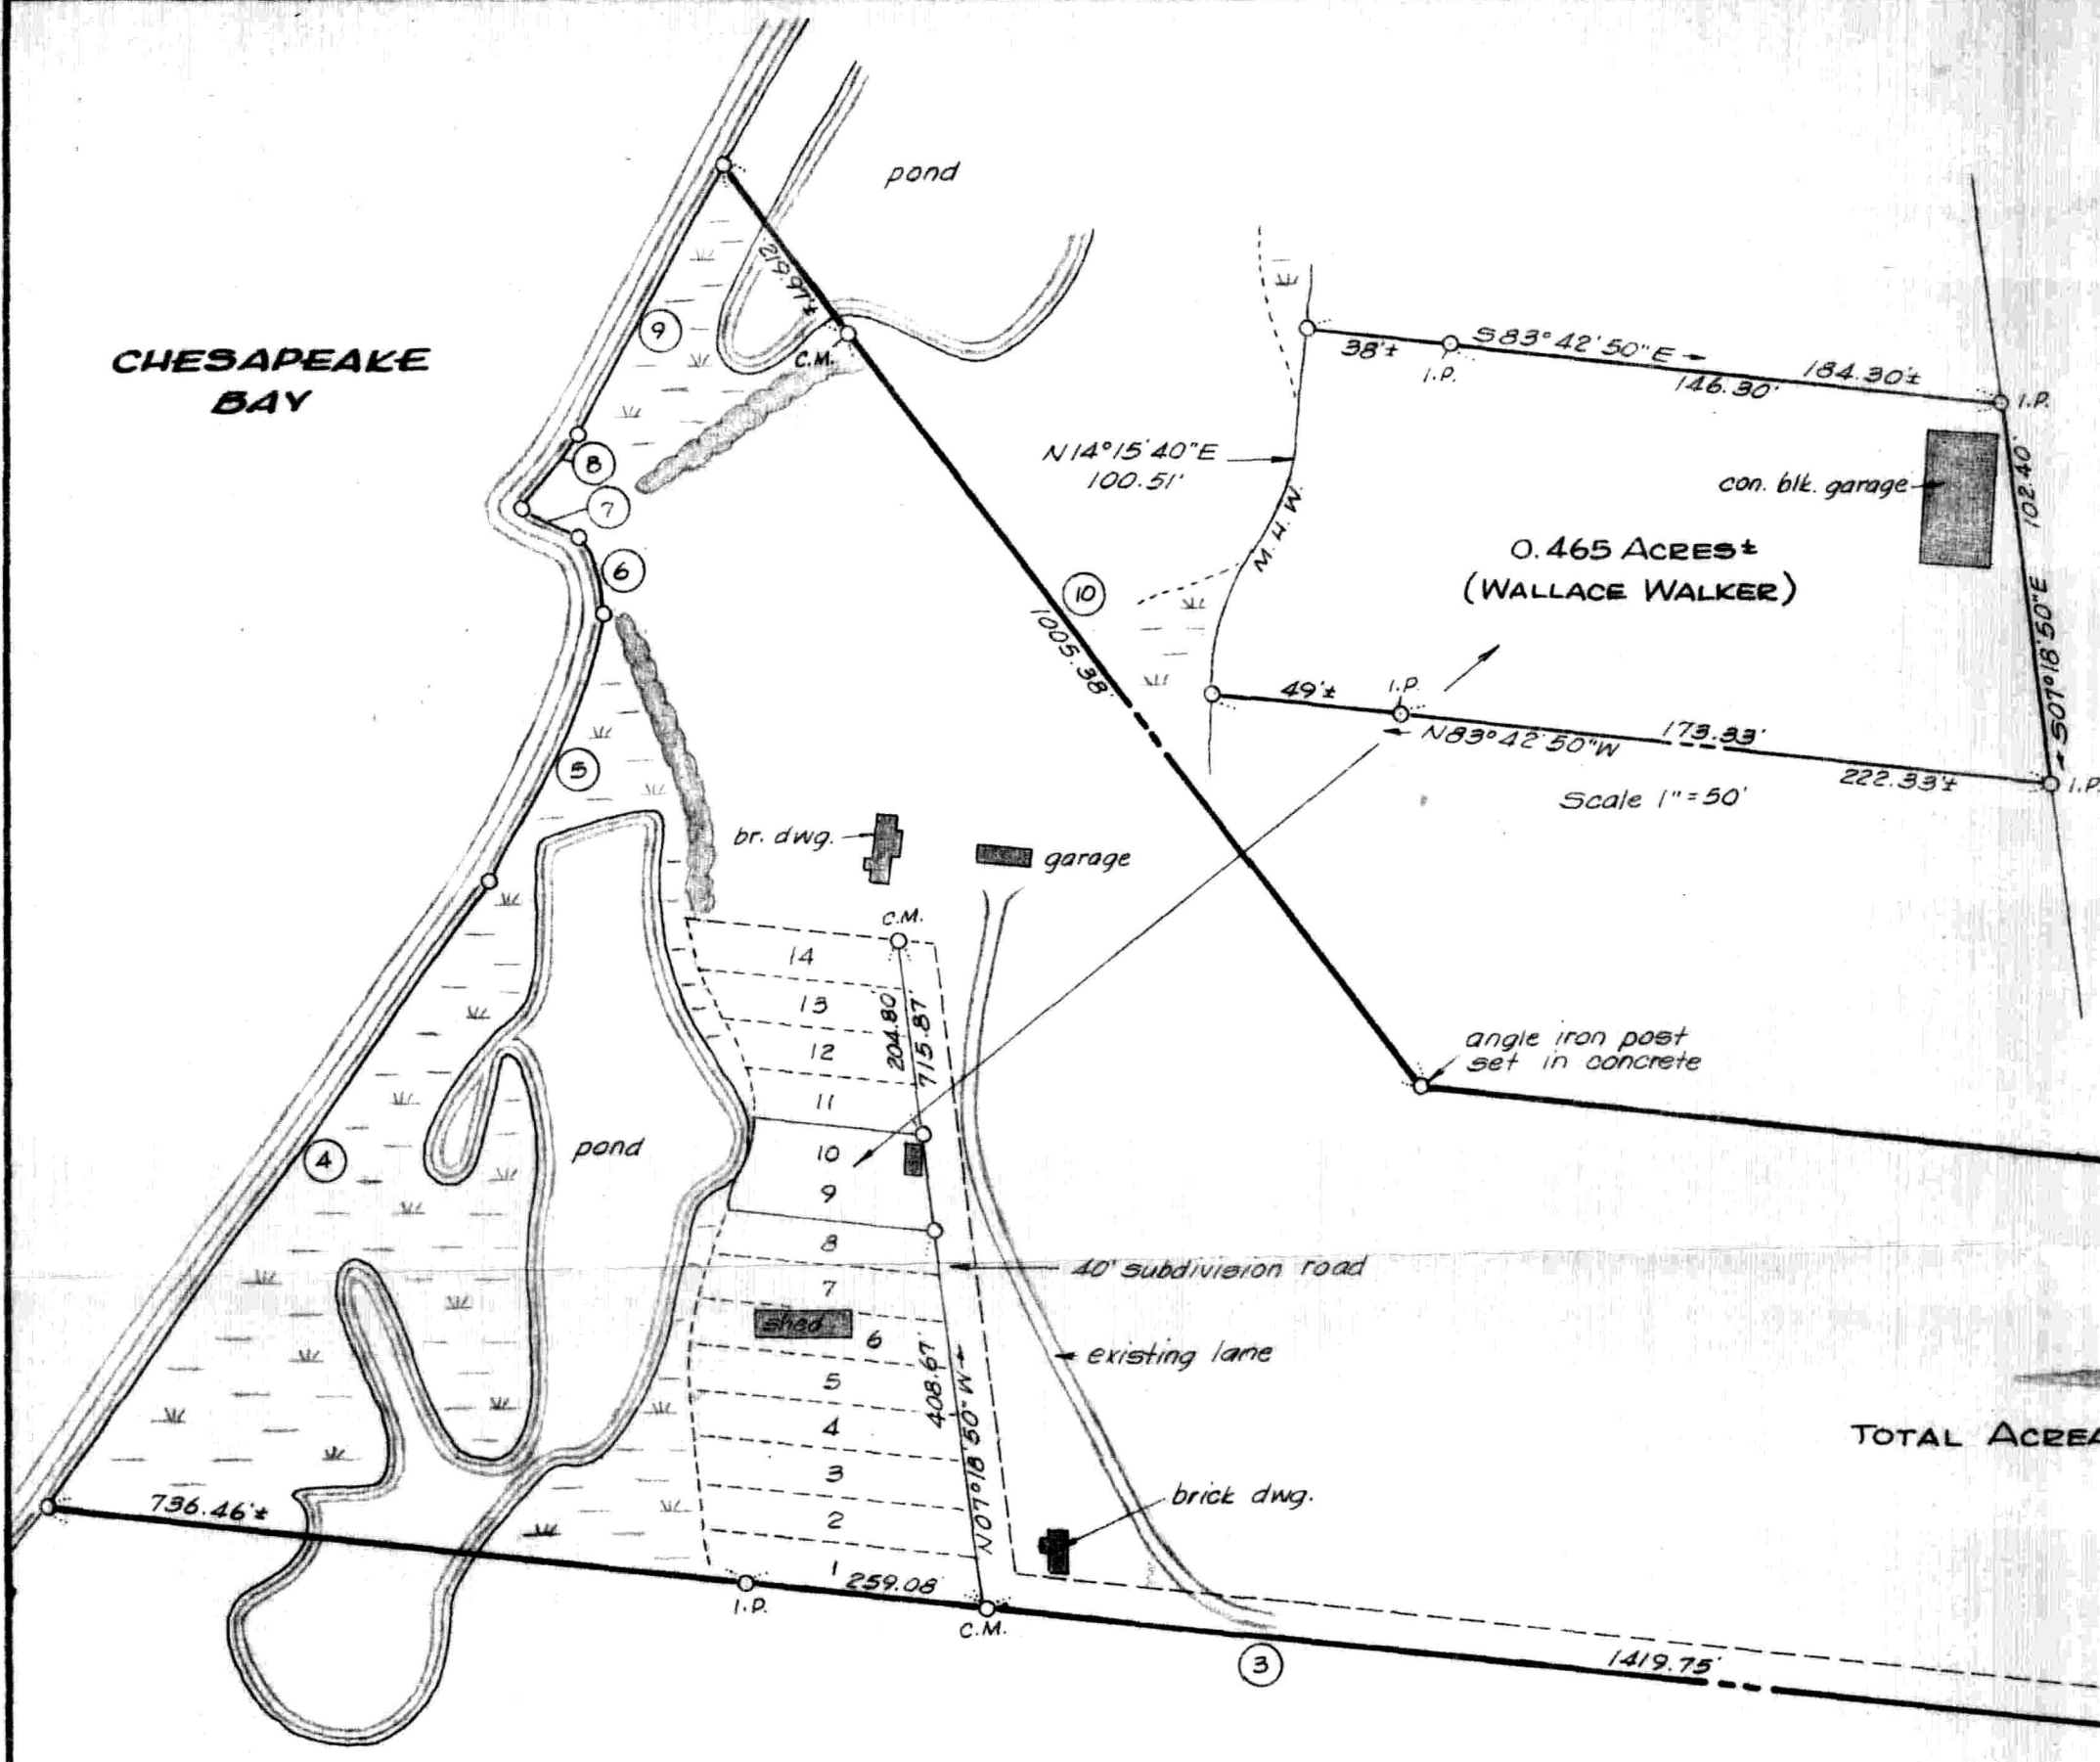 CHESAPEAKE
BAY
pond
219.97'±
C.M.
9
8
7
6
5
4
10
1005.38'
N14°15'40"E
100.51'
M.H.W.
38'±
I.P.
S83°42'50"E
146.30'
184.30'±
I.P.
102.40'
S07°18'50"E
con. blk. garage
0.465 ACRES±
(WALLACE WALKER)
49'±
I.P.
N83°42'50"W
173.33'
222.33'±
I.P.
Scale 1"=50'
br. dwg.
garage
C.M.
14
13
12
11
10
9
8
7
6
5
4
3
2
1
204.80'
715.87'
408.67'
N07°18'50"W
shed
pond
angle iron post
set in concrete
40' subdivision road
existing lane
brick dwg.
TOTAL ACREA
736.46'±
I.P.
259.08'
C.M.
3
1419.75'